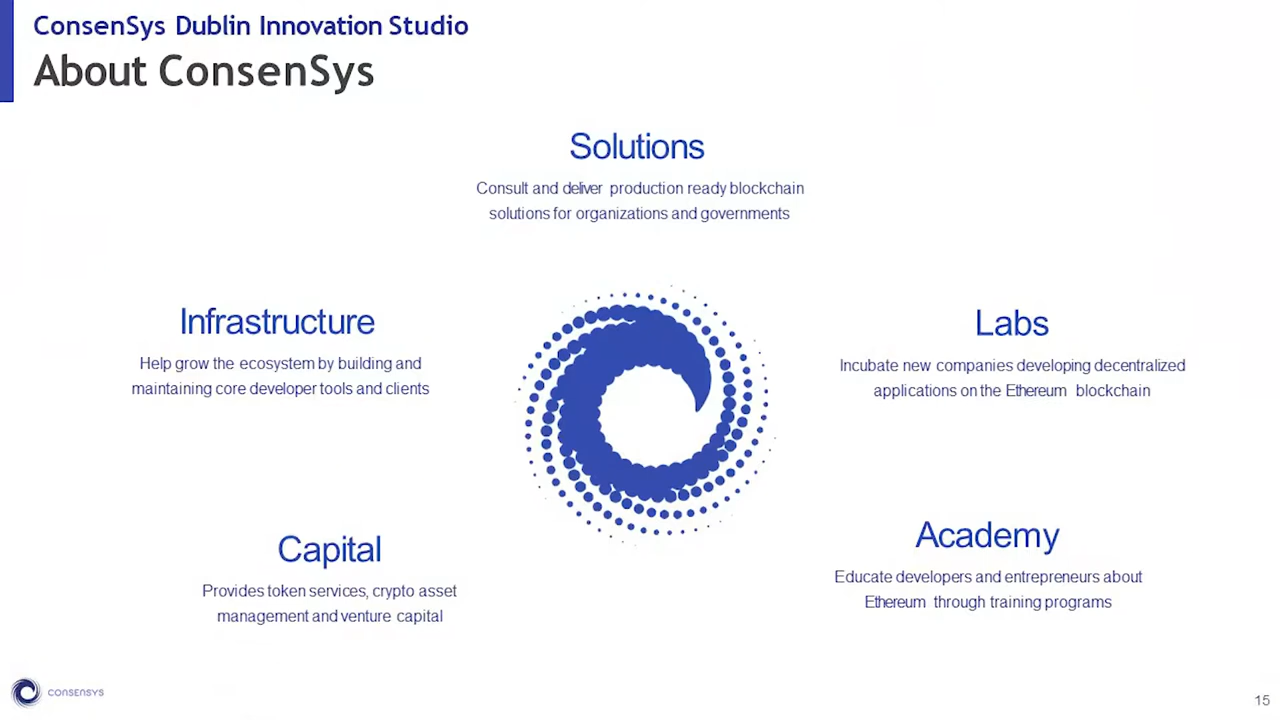 ConsenSys Dublin Innovation Studio
About ConsenSys
Solutions
Consult and deliver production ready blockchain
solutions for organizations and governments
Infrastructure
Help grow the ecosystem by building and
maintaining core developer tools and clients
Labs
Incubate new companies developing decentralized
applications on the Ethereum blockchain
Capital
Provides token services, crypto asset
management and venture capital
Academy
Educate developers and entrepreneurs about
Ethereum through training programs
CONSENSYS
15